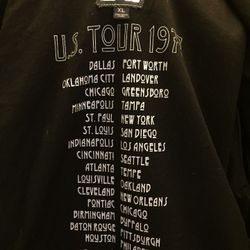 XL
U.S. TOUR 197
DALLAS FORT WORTH
OKLAHOMA CITY LANDOVER
CHICAGO GREENSBORO
MINNEAPOLIS TAMPA
ST. PAUL NEW YORK
ST. LOUIS SAN DIEGO
INDIANAPOLIS LOS ANGELES
CINCINNATI SEATTLE
ATLANTA TEMPE
LOUISVILLE OAKLAND
CLEVELAND NEW ORLEANS
PONTIAC CHICAGO
BIRMINGHAM BUFFALO
BATON ROUGE PITTSBURGH
HOUSTON